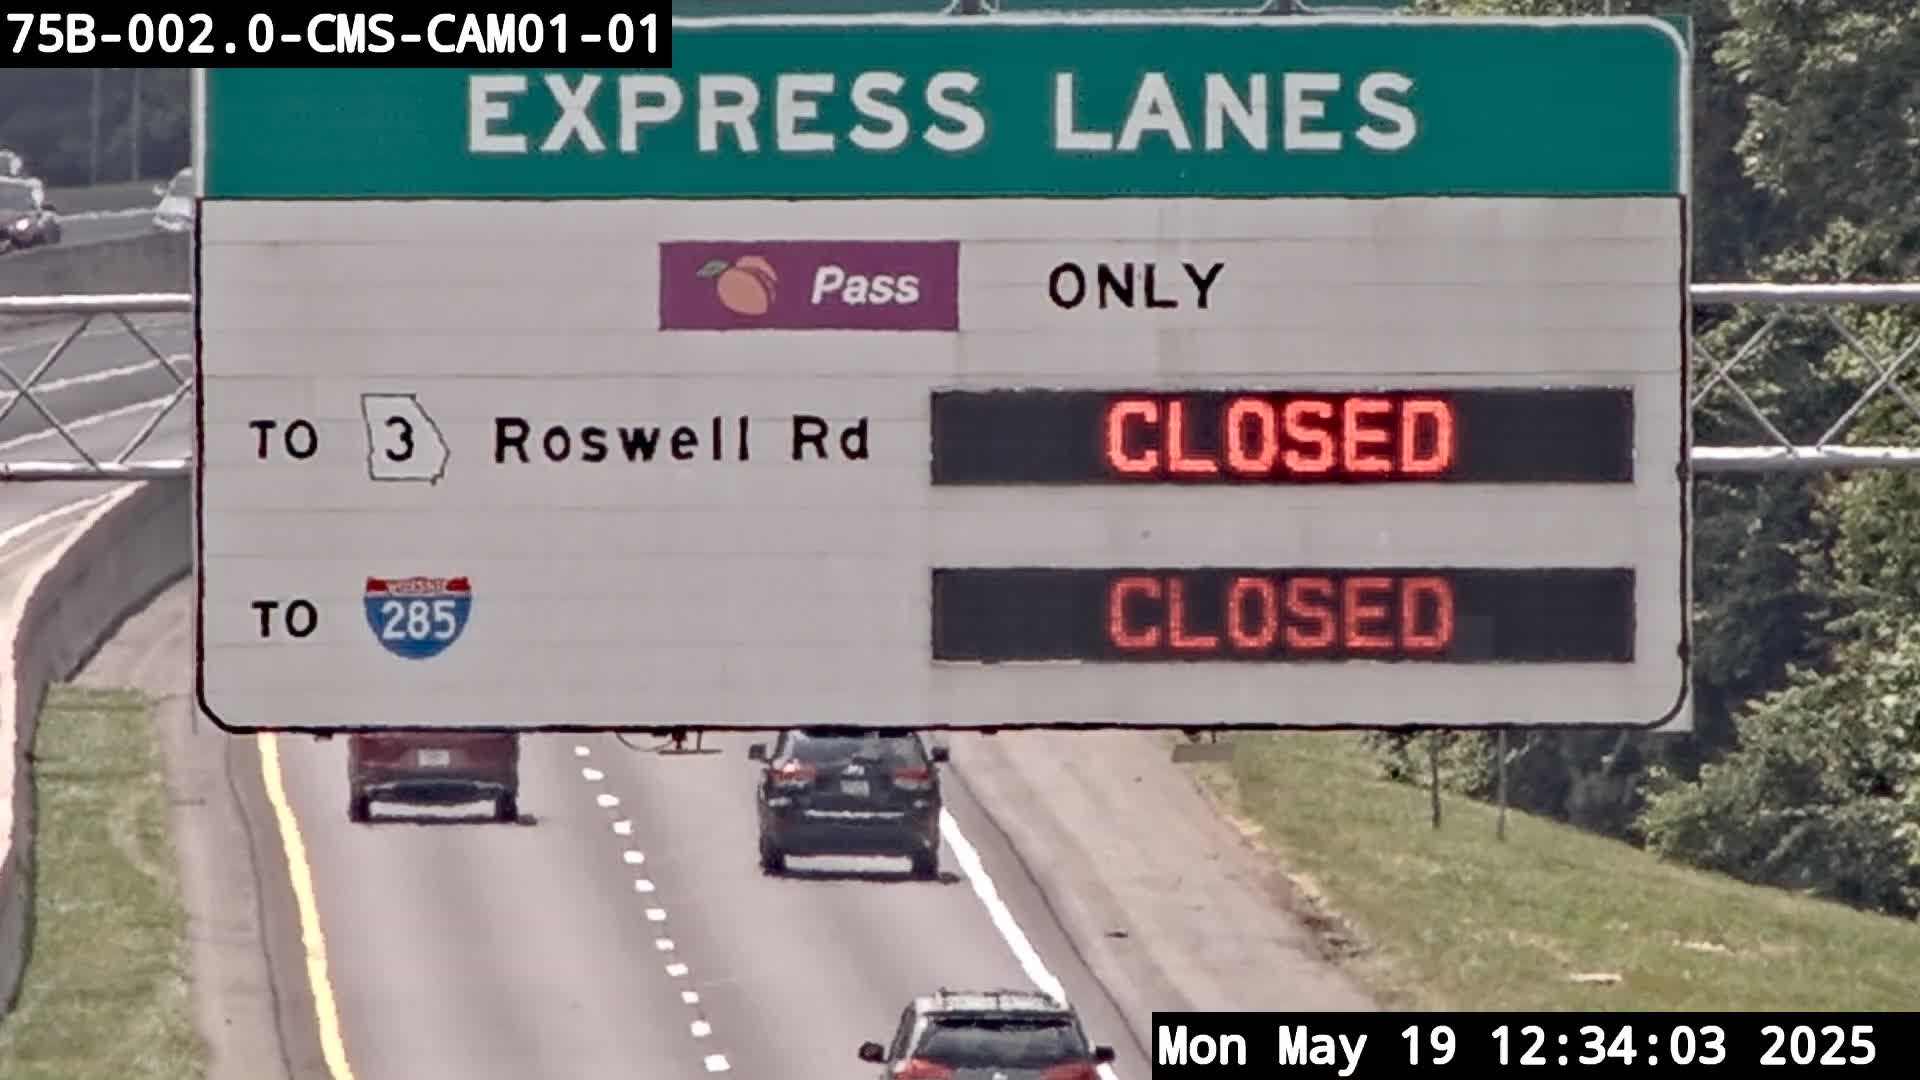 75B-002.0-CMS-CAM01-01
EXPRESS LANES
Pass ONLY
TO 3 Roswell Rd CLOSED
TO 285 CLOSED
Mon May 19 12:34:03 2025